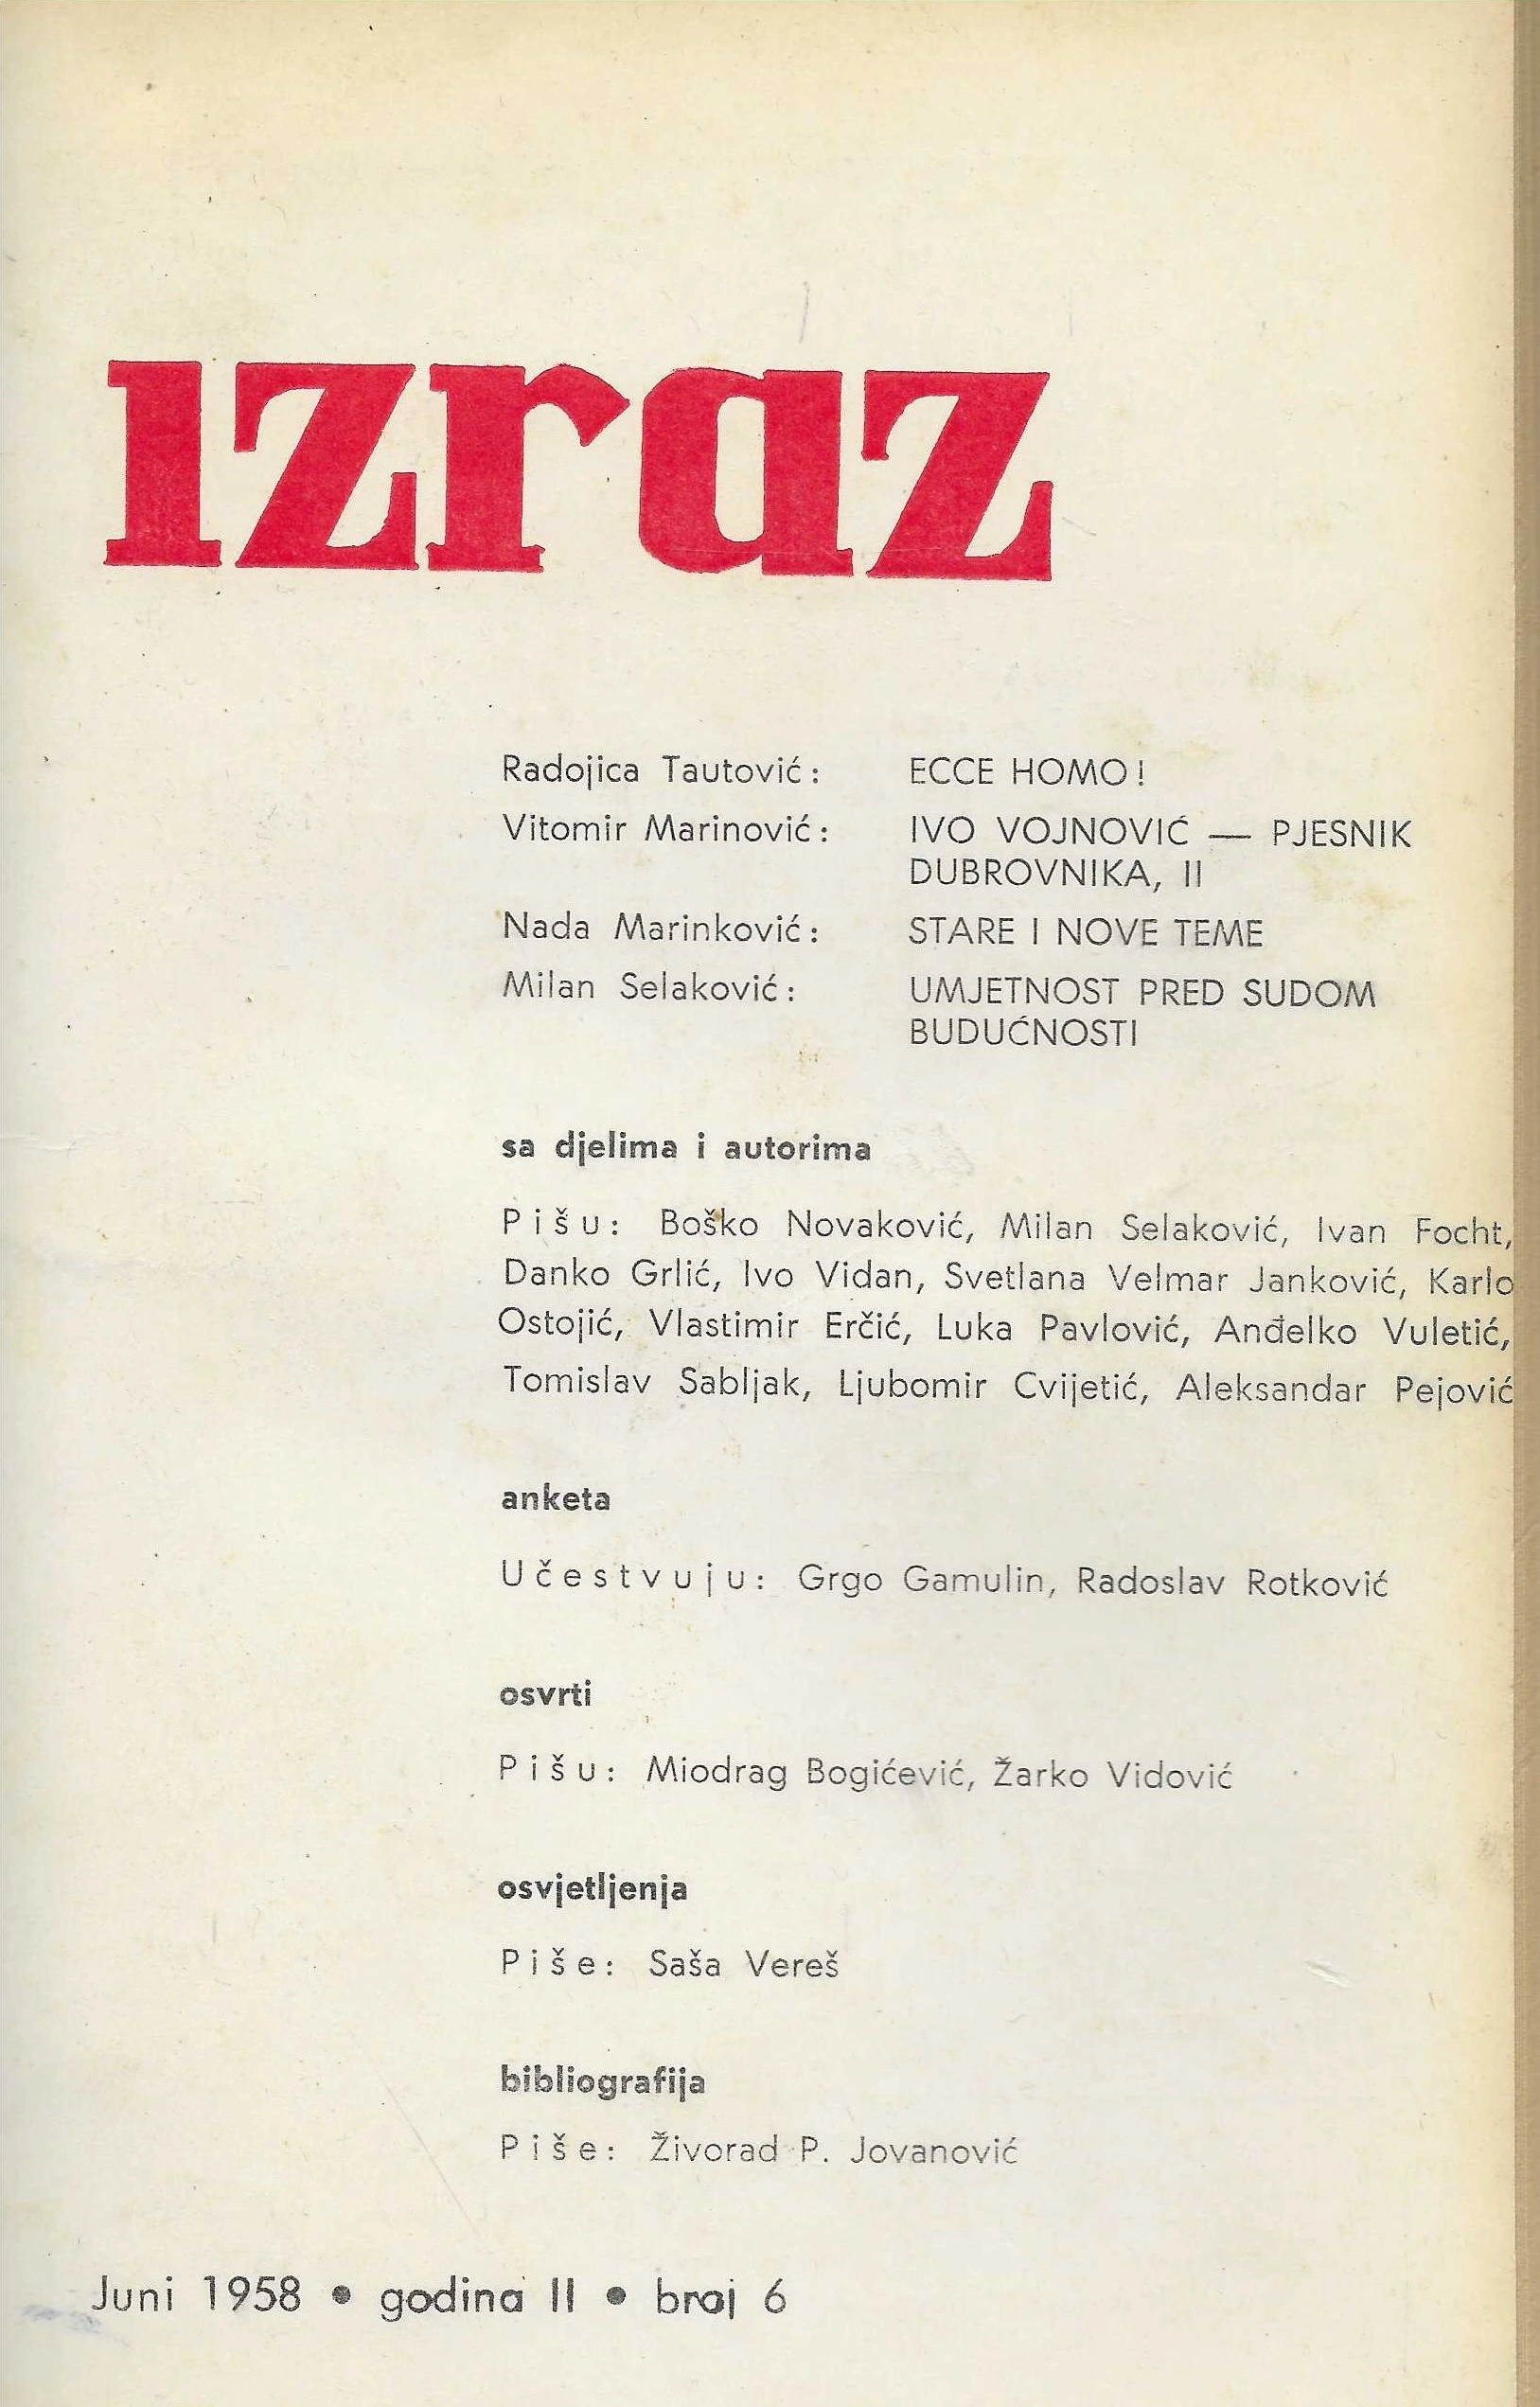 izraz
Radojica Tautović: ECCE HOMO!
Vitomir Marinović: IVO VOJNOVIĆ — PJESNIK
DUBROVNIKA, II
Nada Marinković: STARE I NOVE TEME
Milan Selaković: UMJETNOST PRED SUDOM
BUDUĆNOSTI
sa djelima i autorima
Pišu: Boško Novaković, Milan Selaković, Ivan Focht,
Danko Grlić, Ivo Vidan, Svetlana Velmar Janković, Karlo
Ostojić, Vlastimir Erčić, Luka Pavlović, Anđelko Vuletić,
Tomislav Sabljak, Ljubomir Cvijetić, Aleksandar Pejović
anketa
Učestvuju: Grgo Gamulin, Radoslav Rotković
osvrti
Pišu: Miodrag Bogićević, Žarko Vidović
osvjetljenja
Piše: Saša Vereš
bibliografija
Piše: Živorad P. Jovanović
Juni 1958 • godina II • broj 6